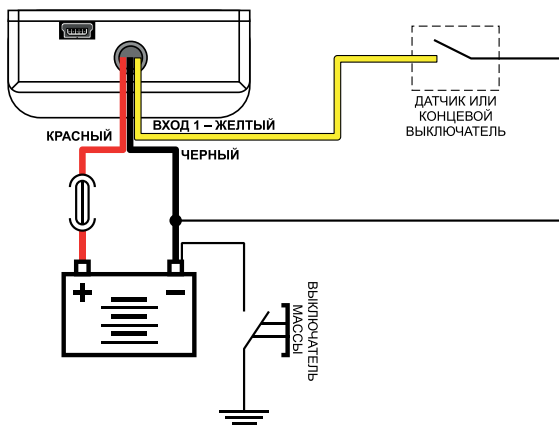 ДАТЧИК ИЛИ
КОНЦЕВОЙ
ВЫКЛЮЧАТЕЛЬ
ВХОД 1 – ЖЕЛТЫЙ
КРАСНЫЙ
ЧЕРНЫЙ
+
−
ВЫКЛЮЧАТЕЛЬ
МАССЫ